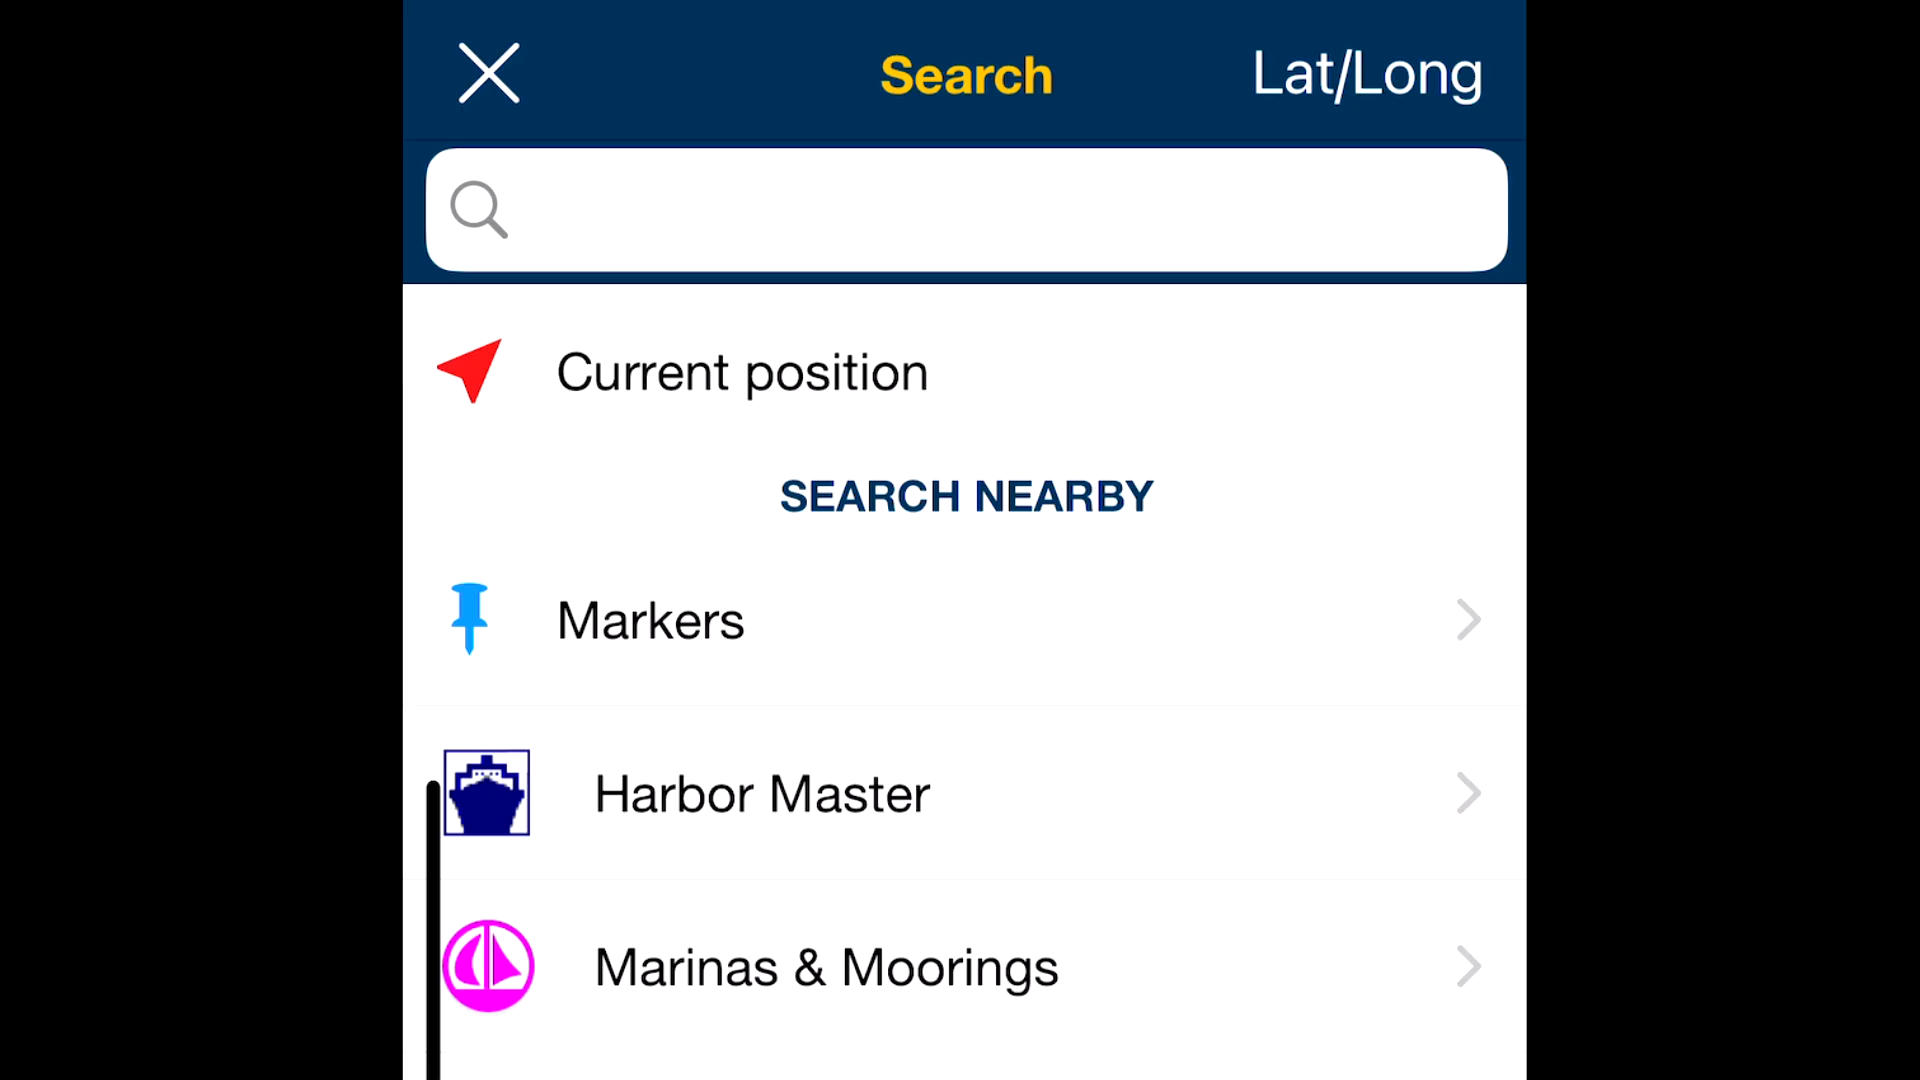 Search
Lat/Long
Current position
SEARCH NEARBY
Markers
Harbor Master
Marinas & Moorings